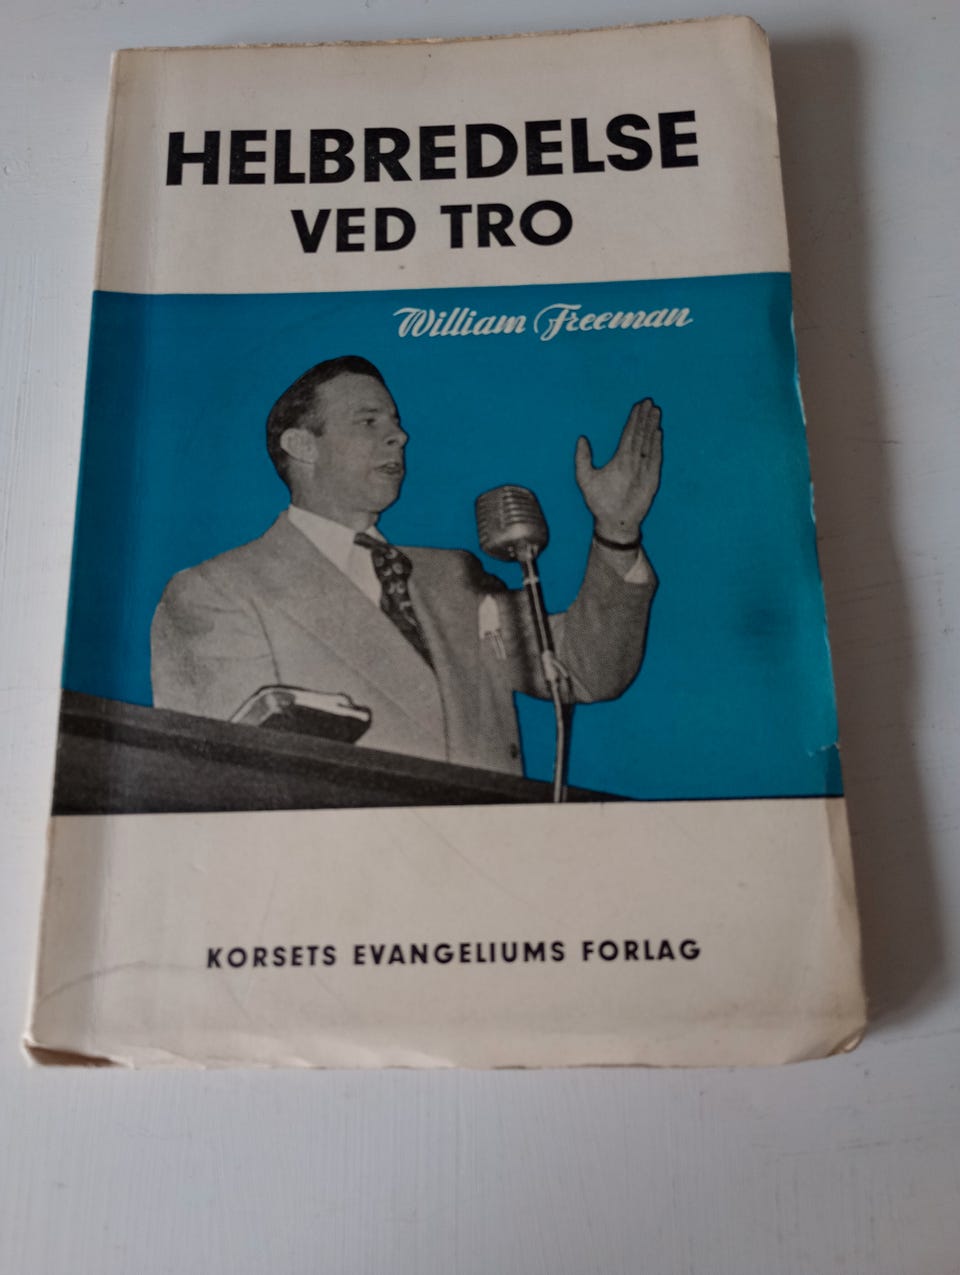 HELBREDELSE
VED TRO
William Freeman
KORSETS EVANGELIUMS FORLAG